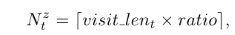 N_t^z = ⌈visit_len_t × ratio⌉,